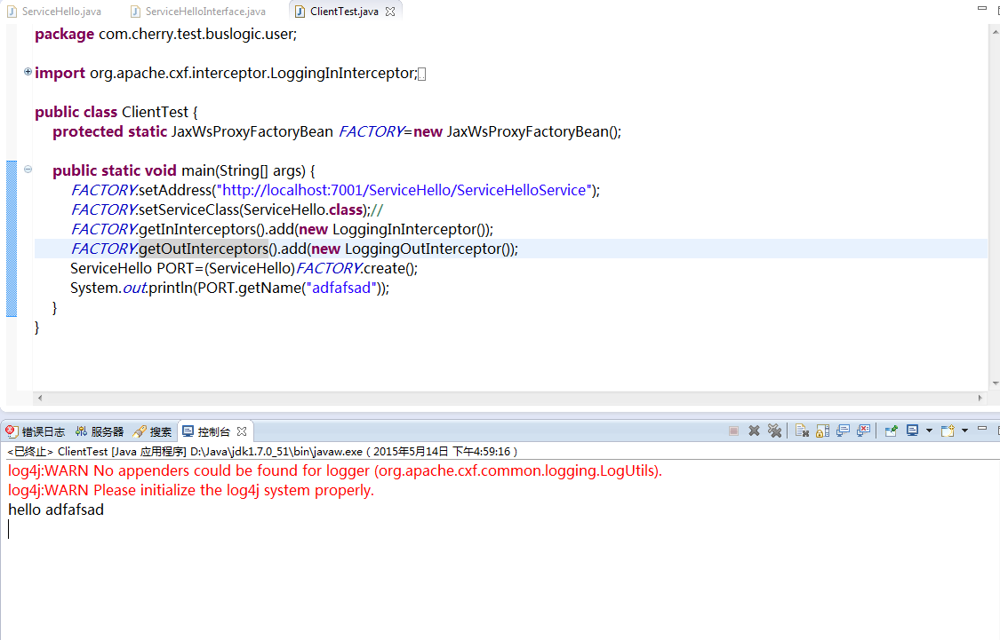 ServiceHello.java ServiceHelloInterface.java ClientTest.java
package com.cherry.test.buslogic.user;
import org.apache.cxf.interceptor.LoggingInInterceptor;
public class ClientTest {
protected static JaxWsProxyFactoryBean FACTORY=new JaxWsProxyFactoryBean();
public static void main(String[] args) {
FACTORY.setAddress("http://localhost:7001/ServiceHello/ServiceHelloService");
FACTORY.setServiceClass(ServiceHello.class);//
FACTORY.getInInterceptors().add(new LoggingInInterceptor());
FACTORY.getOutInterceptors().add(new LoggingOutInterceptor());
ServiceHello PORT=(ServiceHello)FACTORY.create();
System.out.println(PORT.getName("adfafsad"));
}
}
错误日志 服务器 搜索 控制台
<已终止> ClientTest [Java 应用程序] D:\Java\jdk1.7.0_51\bin\javaw.exe ( 2015年5月14日 下午4:59:16 )
log4j:WARN No appenders could be found for logger (org.apache.cxf.common.logging.LogUtils).
log4j:WARN Please initialize the log4j system properly.
hello adfafsad